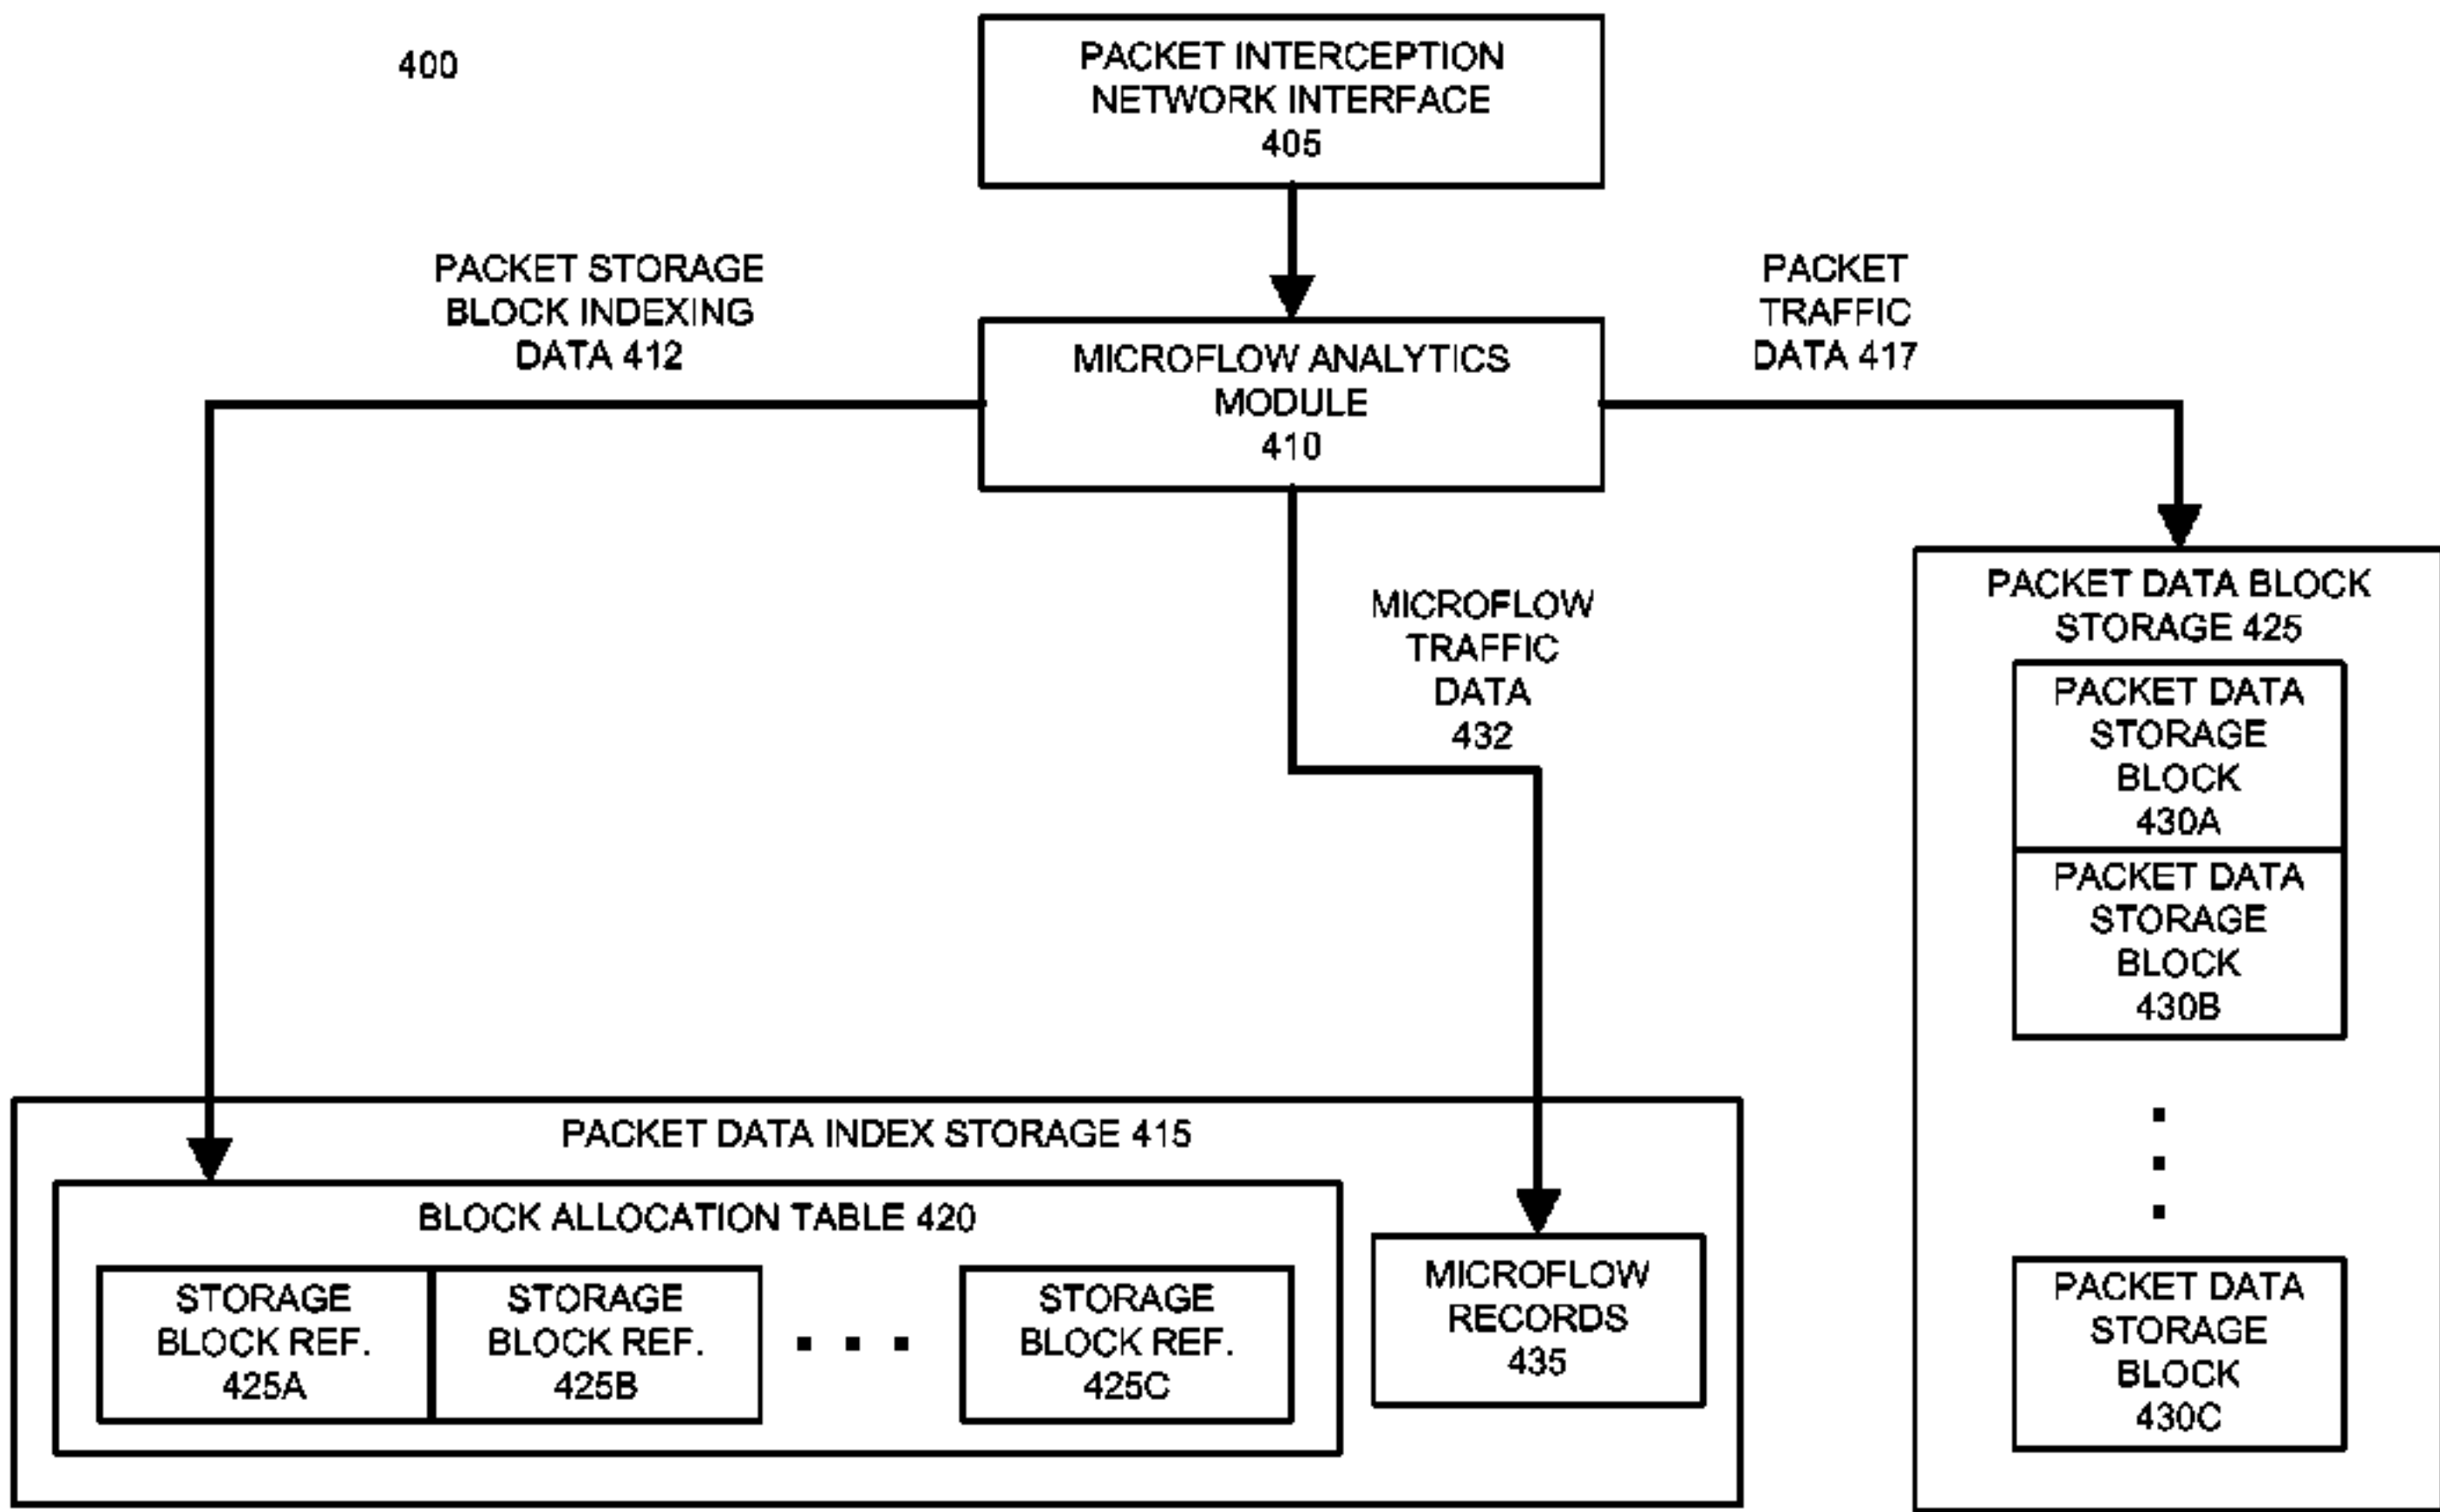 400
PACKET INTERCEPTION
NETWORK INTERFACE
405
PACKET STORAGE
BLOCK INDEXING
DATA 412
MICROFLOW ANALYTICS
MODULE
410
PACKET
TRAFFIC
DATA 417
MICROFLOW
TRAFFIC
DATA
432
PACKET DATA BLOCK
STORAGE 425
PACKET DATA
STORAGE
BLOCK
430A
PACKET DATA
STORAGE
BLOCK
430B
PACKET DATA
STORAGE
BLOCK
430C
PACKET DATA INDEX STORAGE 415
BLOCK ALLOCATION TABLE 420
STORAGE
BLOCK REF.
425A
STORAGE
BLOCK REF.
425B
STORAGE
BLOCK REF.
425C
MICROFLOW
RECORDS
435